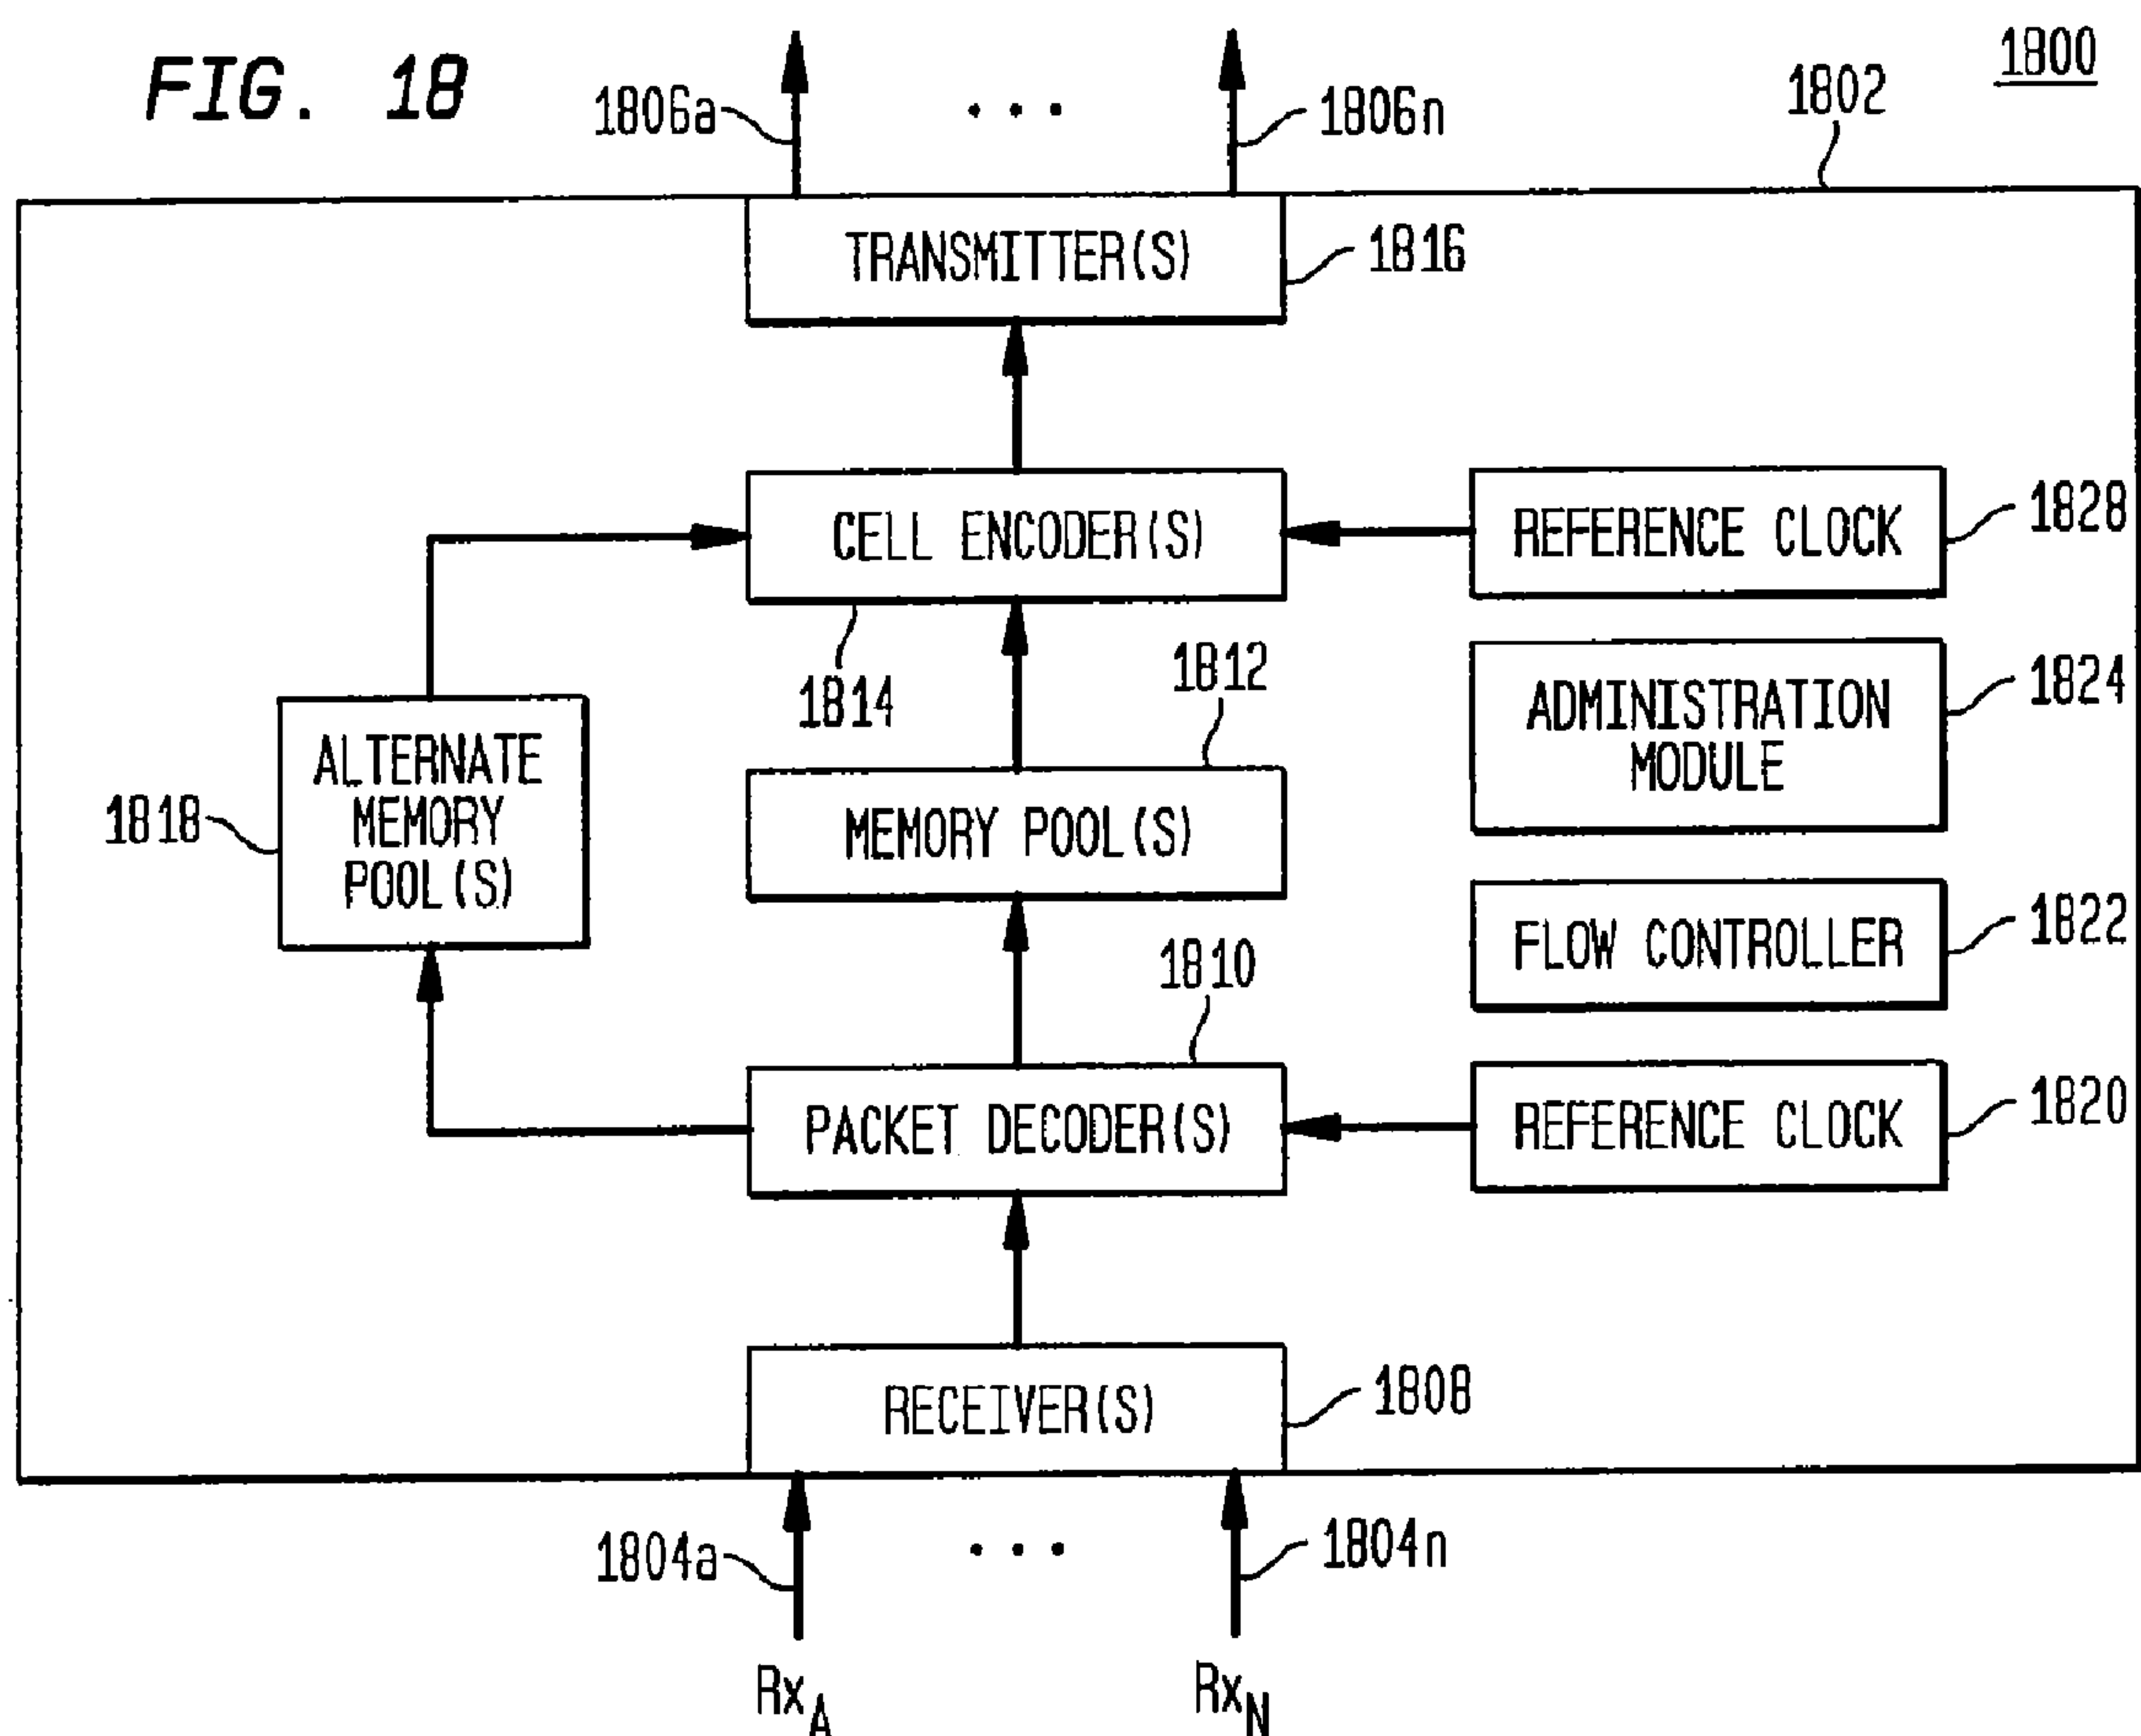 FIG. 18
1800
1802
1806a
• • •
1806n
TRANSMITTER(S)
1816
CELL ENCODER(S)
1814
REFERENCE CLOCK
1828
ADMINISTRATION
MODULE
1824
ALTERNATE
MEMORY
POOL(S)
1818
1812
MEMORY POOL(S)
FLOW CONTROLLER
1822
1810
PACKET DECODER(S)
REFERENCE CLOCK
1820
RECEIVER(S)
1808
1804a
• • •
1804n
RxA
RxN